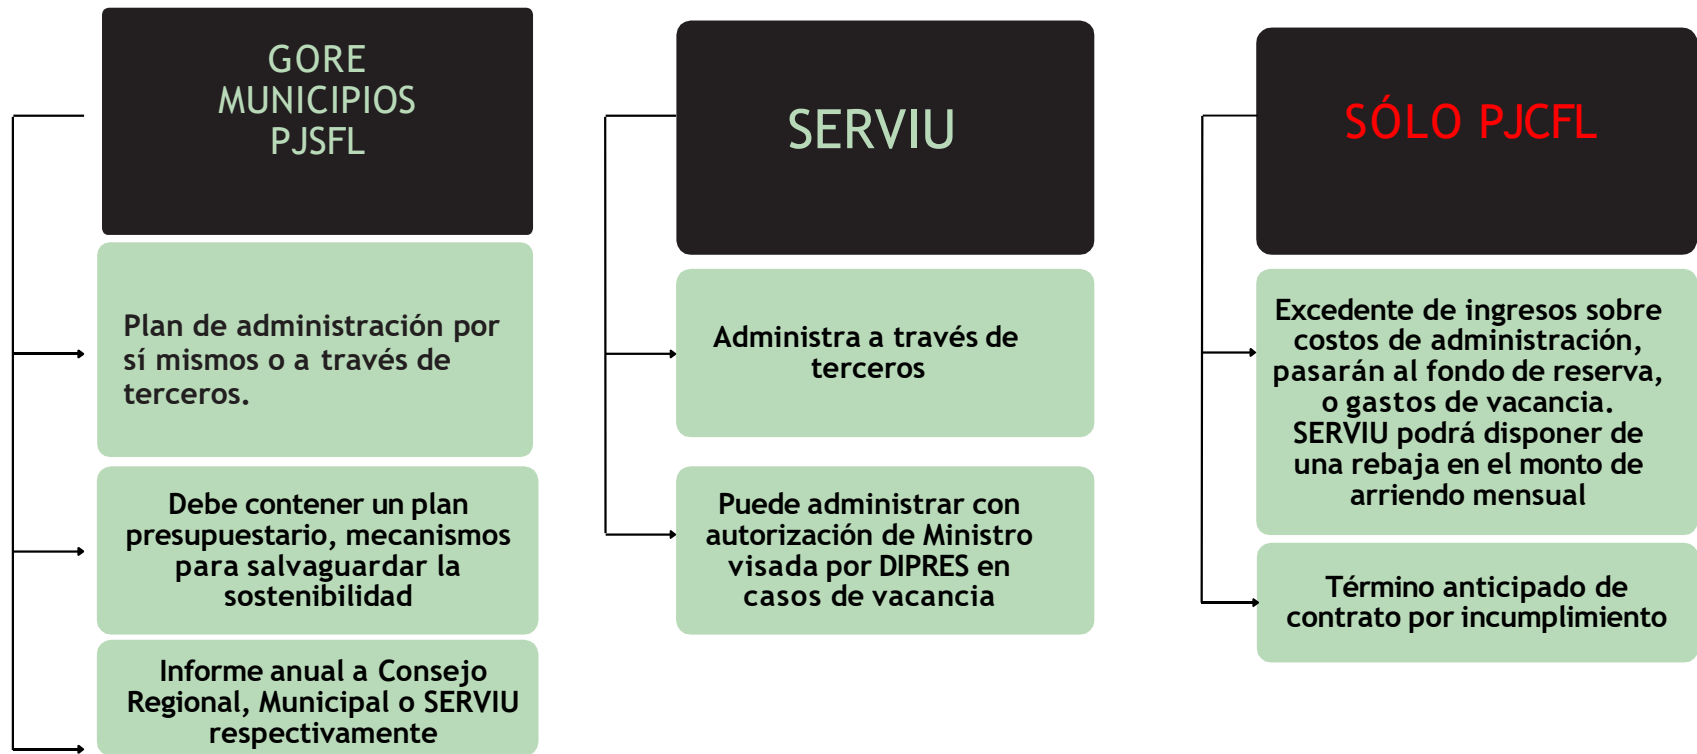 GORE
MUNICIPIOS
PJSFL
Plan de administración por
sí mismos o a través de
terceros.
Debe contener un plan
presupuestario, mecanismos
para salvaguardar la
sostenibilidad
Informe anual a Consejo
Regional, Municipal o SERVIU
respectivamente
SERVIU
Administra a través de
terceros
Puede administrar con
autorización de Ministro
visada por DIPRES en
casos de vacancia
SÓLO PJCFL
Excedente de ingresos sobre
costos de administración,
pasarán al fondo de reserva,
o gastos de vacancia.
SERVIU podrá disponer de
una rebaja en el monto de
arriendo mensual
Término anticipado de
contrato por incumplimiento